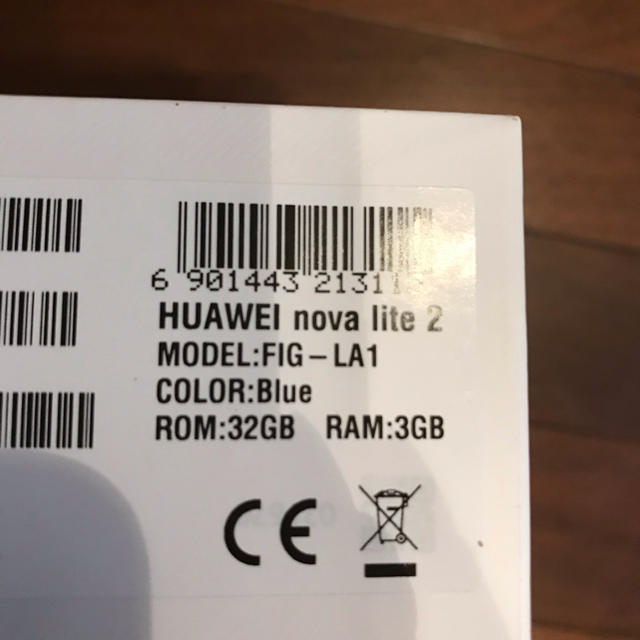 6 901443 21311
HUAWEI nova lite 2
MODEL:FIG-LA1
COLOR:Blue
ROM:32GB RAM:3GB
CE